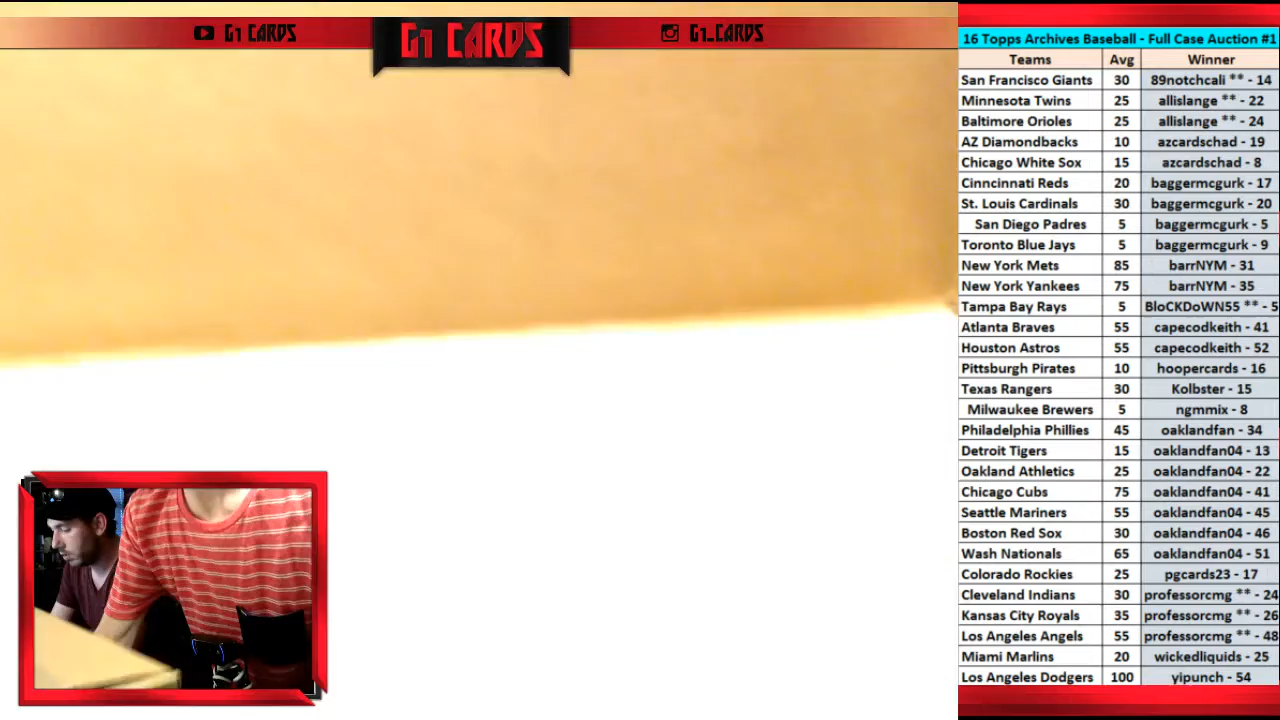 G1 CARDS
G1 CARDS
G1_CARDS
16 Topps Archives Baseball - Full Case Auction #1
Teams Avg Winner
San Francisco Giants 30 89notchcali ** - 14
Minnesota Twins 25 allislange ** - 22
Baltimore Orioles 25 allislange ** - 24
AZ Diamondbacks 10 azcardschad - 19
Chicago White Sox 15 azcardschad - 8
Cinncinnati Reds 20 baggermcgurk - 17
St. Louis Cardinals 30 baggermcgurk - 20
San Diego Padres 5 baggermcgurk - 5
Toronto Blue Jays 5 baggermcgurk - 9
New York Mets 85 barrNYM - 31
New York Yankees 75 barrNYM - 35
Tampa Bay Rays 5 BloCKDoWN55 ** - 5
Atlanta Braves 55 capecodkeith - 41
Houston Astros 55 capecodkeith - 52
Pittsburgh Pirates 10 hoopercards - 16
Texas Rangers 30 Kolbster - 15
Milwaukee Brewers 5 ngmmix - 8
Philadelphia Phillies 45 oaklandfan - 34
Detroit Tigers 15 oaklandfan04 - 13
Oakland Athletics 25 oaklandfan04 - 22
Chicago Cubs 75 oaklandfan04 - 41
Seattle Mariners 55 oaklandfan04 - 45
Boston Red Sox 30 oaklandfan04 - 46
Wash Nationals 65 oaklandfan04 - 51
Colorado Rockies 25 pgcards23 - 17
Cleveland Indians 30 professorcmg ** - 24
Kansas City Royals 35 professorcmg ** - 26
Los Angeles Angels 55 professorcmg ** - 48
Miami Marlins 20 wickedliquids - 25
Los Angeles Dodgers 100 yipunch - 54